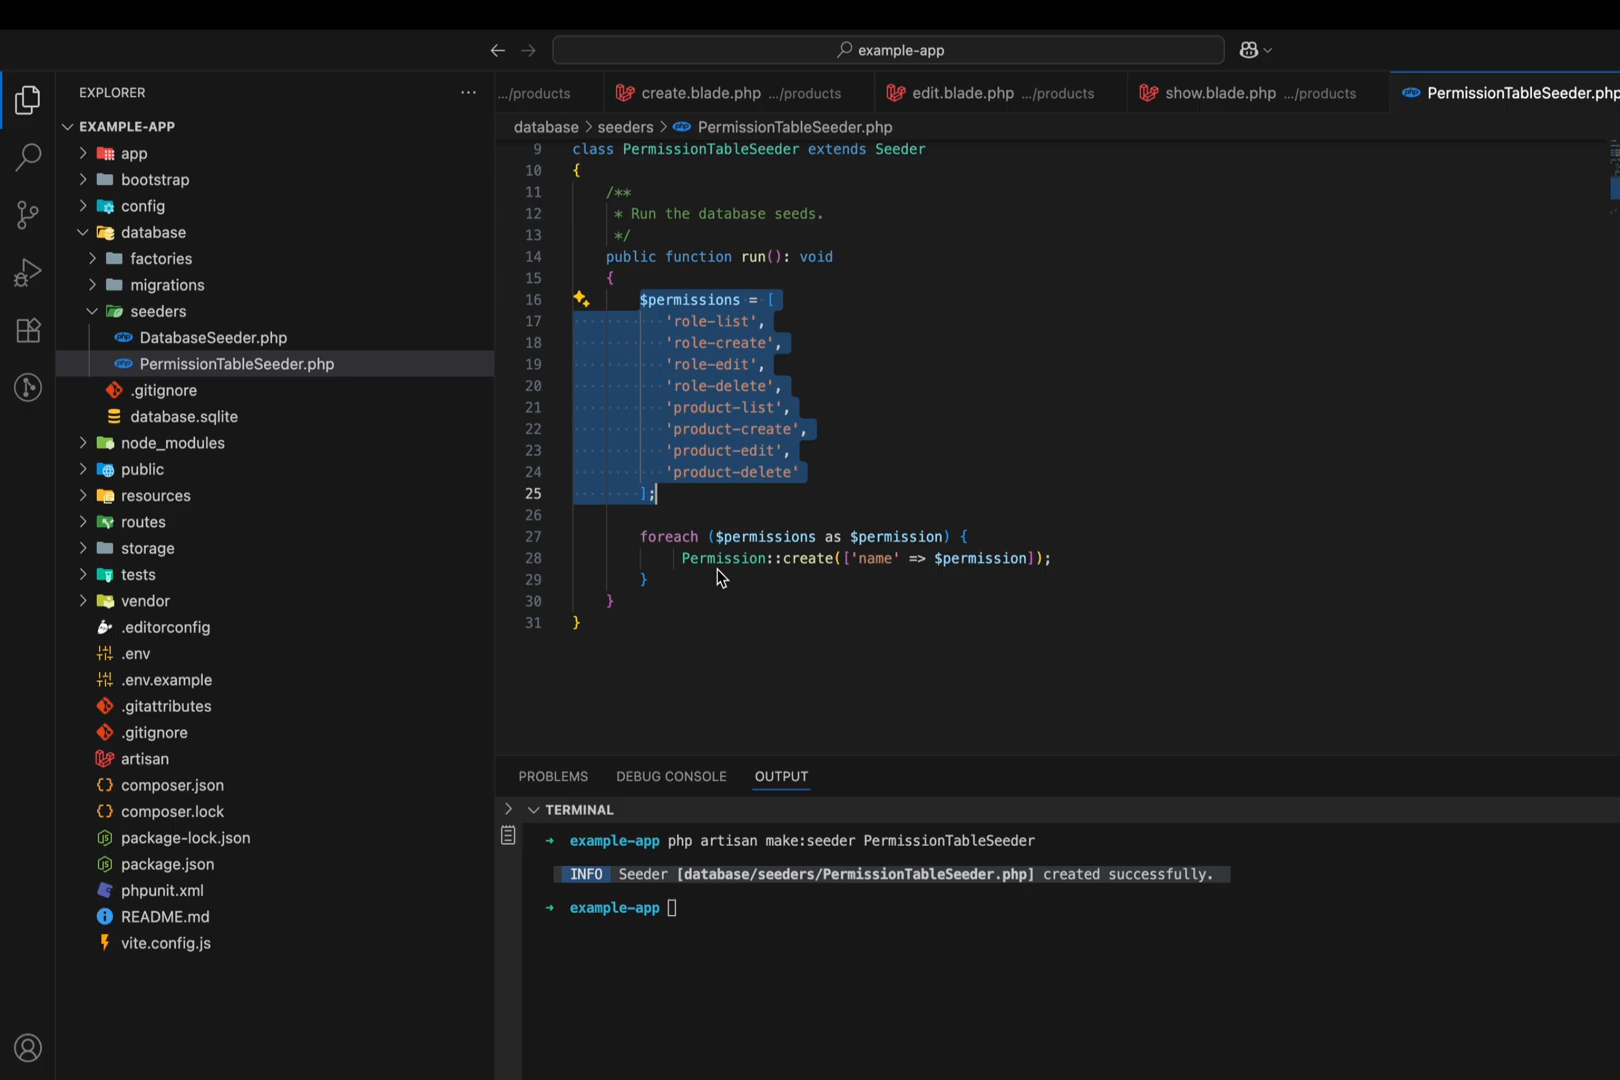 example-app
EXPLORER
EXAMPLE-APP
app
bootstrap
config
database
factories
migrations
seeders
DatabaseSeeder.php
PermissionTableSeeder.php
.gitignore
database.sqlite
node_modules
public
resources
routes
storage
tests
vendor
.editorconfig
.env
.env.example
.gitattributes
.gitignore
artisan
composer.json
composer.lock
package-lock.json
package.json
phpunit.xml
README.md
vite.config.js
.../products
create.blade.php .../products
edit.blade.php .../products
show.blade.php .../products
PermissionTableSeeder.php
database > seeders > PermissionTableSeeder.php
9 class PermissionTableSeeder extends Seeder
10 {
11 /**
12 * Run the database seeds.
13 */
14 public function run(): void
15 {
16 $permissions = [
17 'role-list',
18 'role-create',
19 'role-edit',
20 'role-delete',
21 'product-list',
22 'product-create',
23 'product-edit',
24 'product-delete'
25 ];
26
27 foreach ($permissions as $permission) {
28 Permission::create(['name' => $permission]);
29 }
30 }
31 }
PROBLEMS DEBUG CONSOLE OUTPUT
TERMINAL
→ example-app php artisan make:seeder PermissionTableSeeder
INFO Seeder [database/seeders/PermissionTableSeeder.php] created successfully.
→ example-app